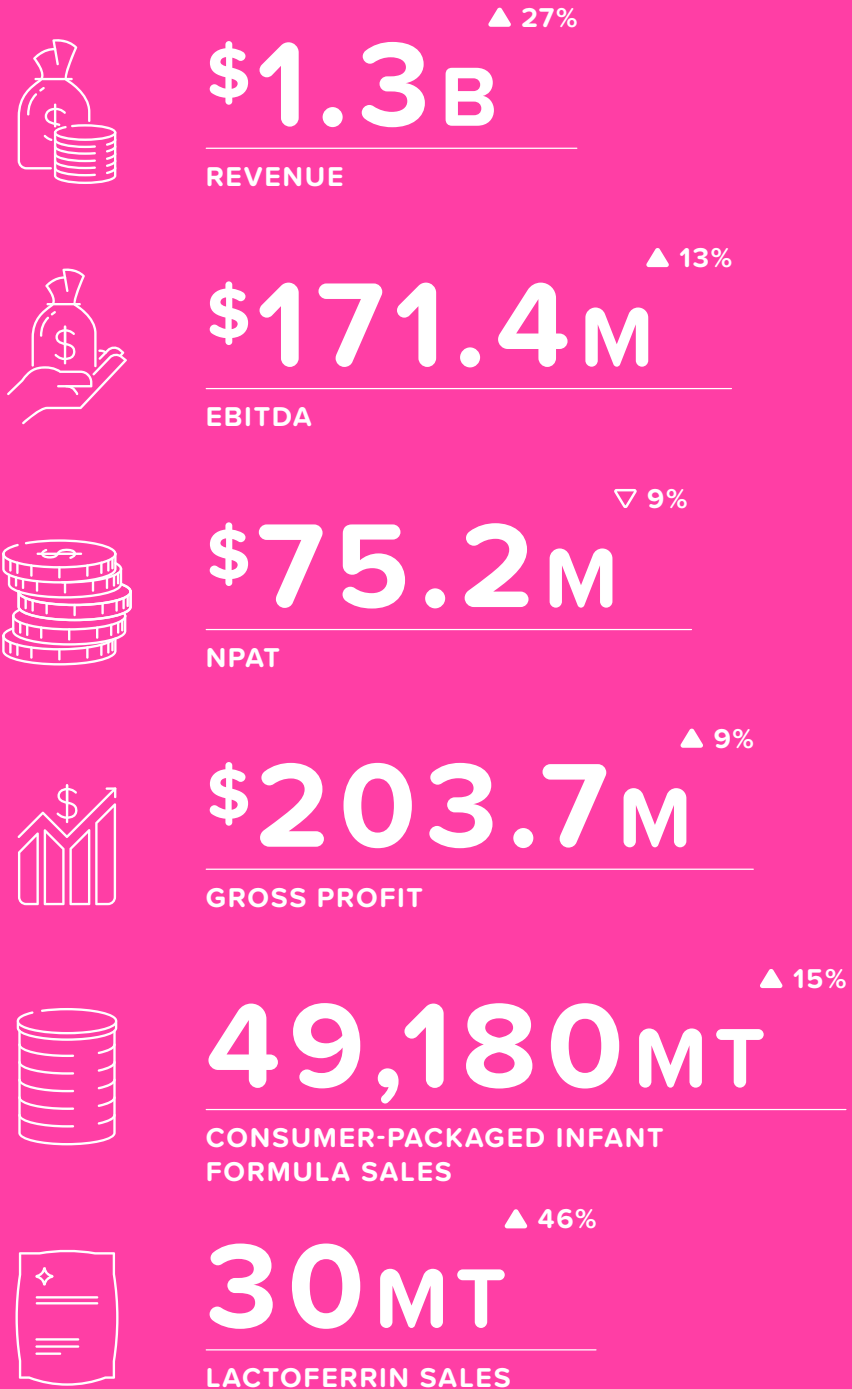 ▲ 27%
$1.3B
REVENUE
▲ 13%
$171.4M
EBITDA
▽ 9%
$75.2M
NPAT
▲ 9%
$203.7M
GROSS PROFIT
▲ 15%
49,180MT
CONSUMER-PACKAGED INFANT
FORMULA SALES
▲ 46%
30MT
LACTOFERRIN SALES